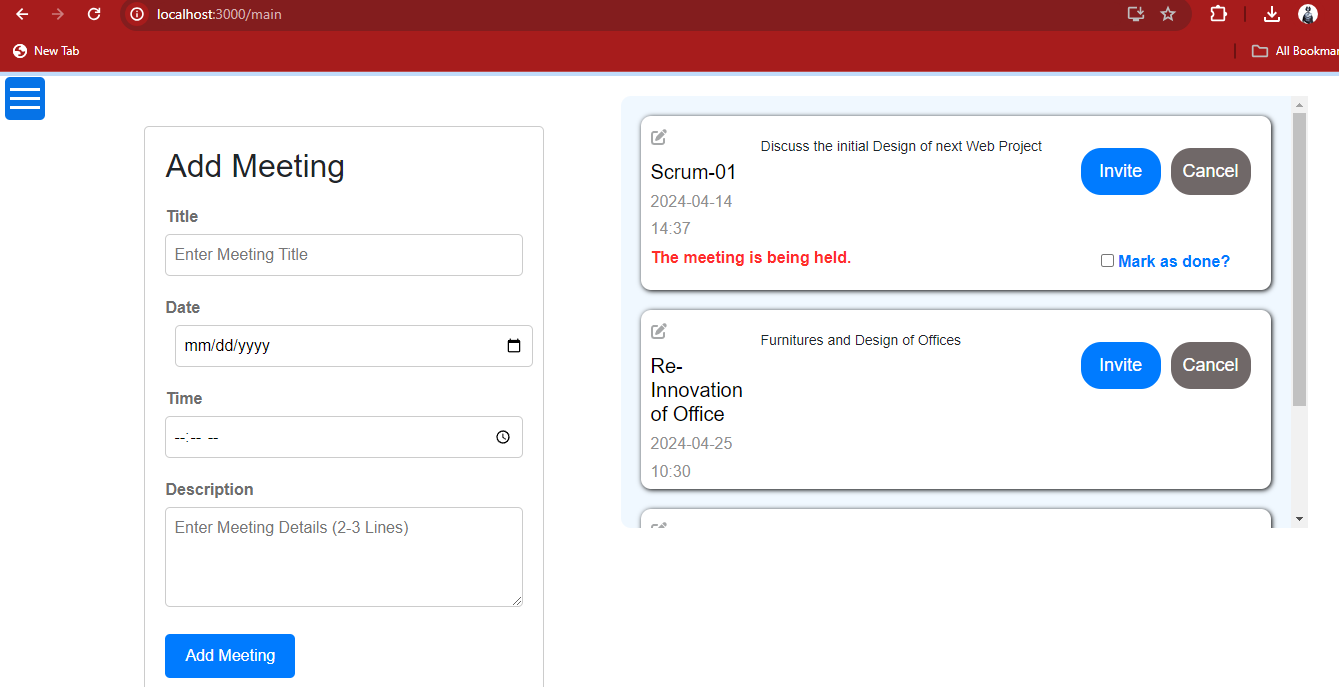 localhost:3000/main
New Tab
All Bookmar
Add Meeting
Title
Enter Meeting Title
Date
mm/dd/yyyy
Time
--:-- --
Description
Enter Meeting Details (2-3 Lines)
Add Meeting
Scrum-01
2024-04-14
14:37
The meeting is being held.
Discuss the initial Design of next Web Project
Invite Cancel
Mark as done?
Re-
Innovation
of Office
2024-04-25
10:30
Furnitures and Design of Offices
Invite Cancel